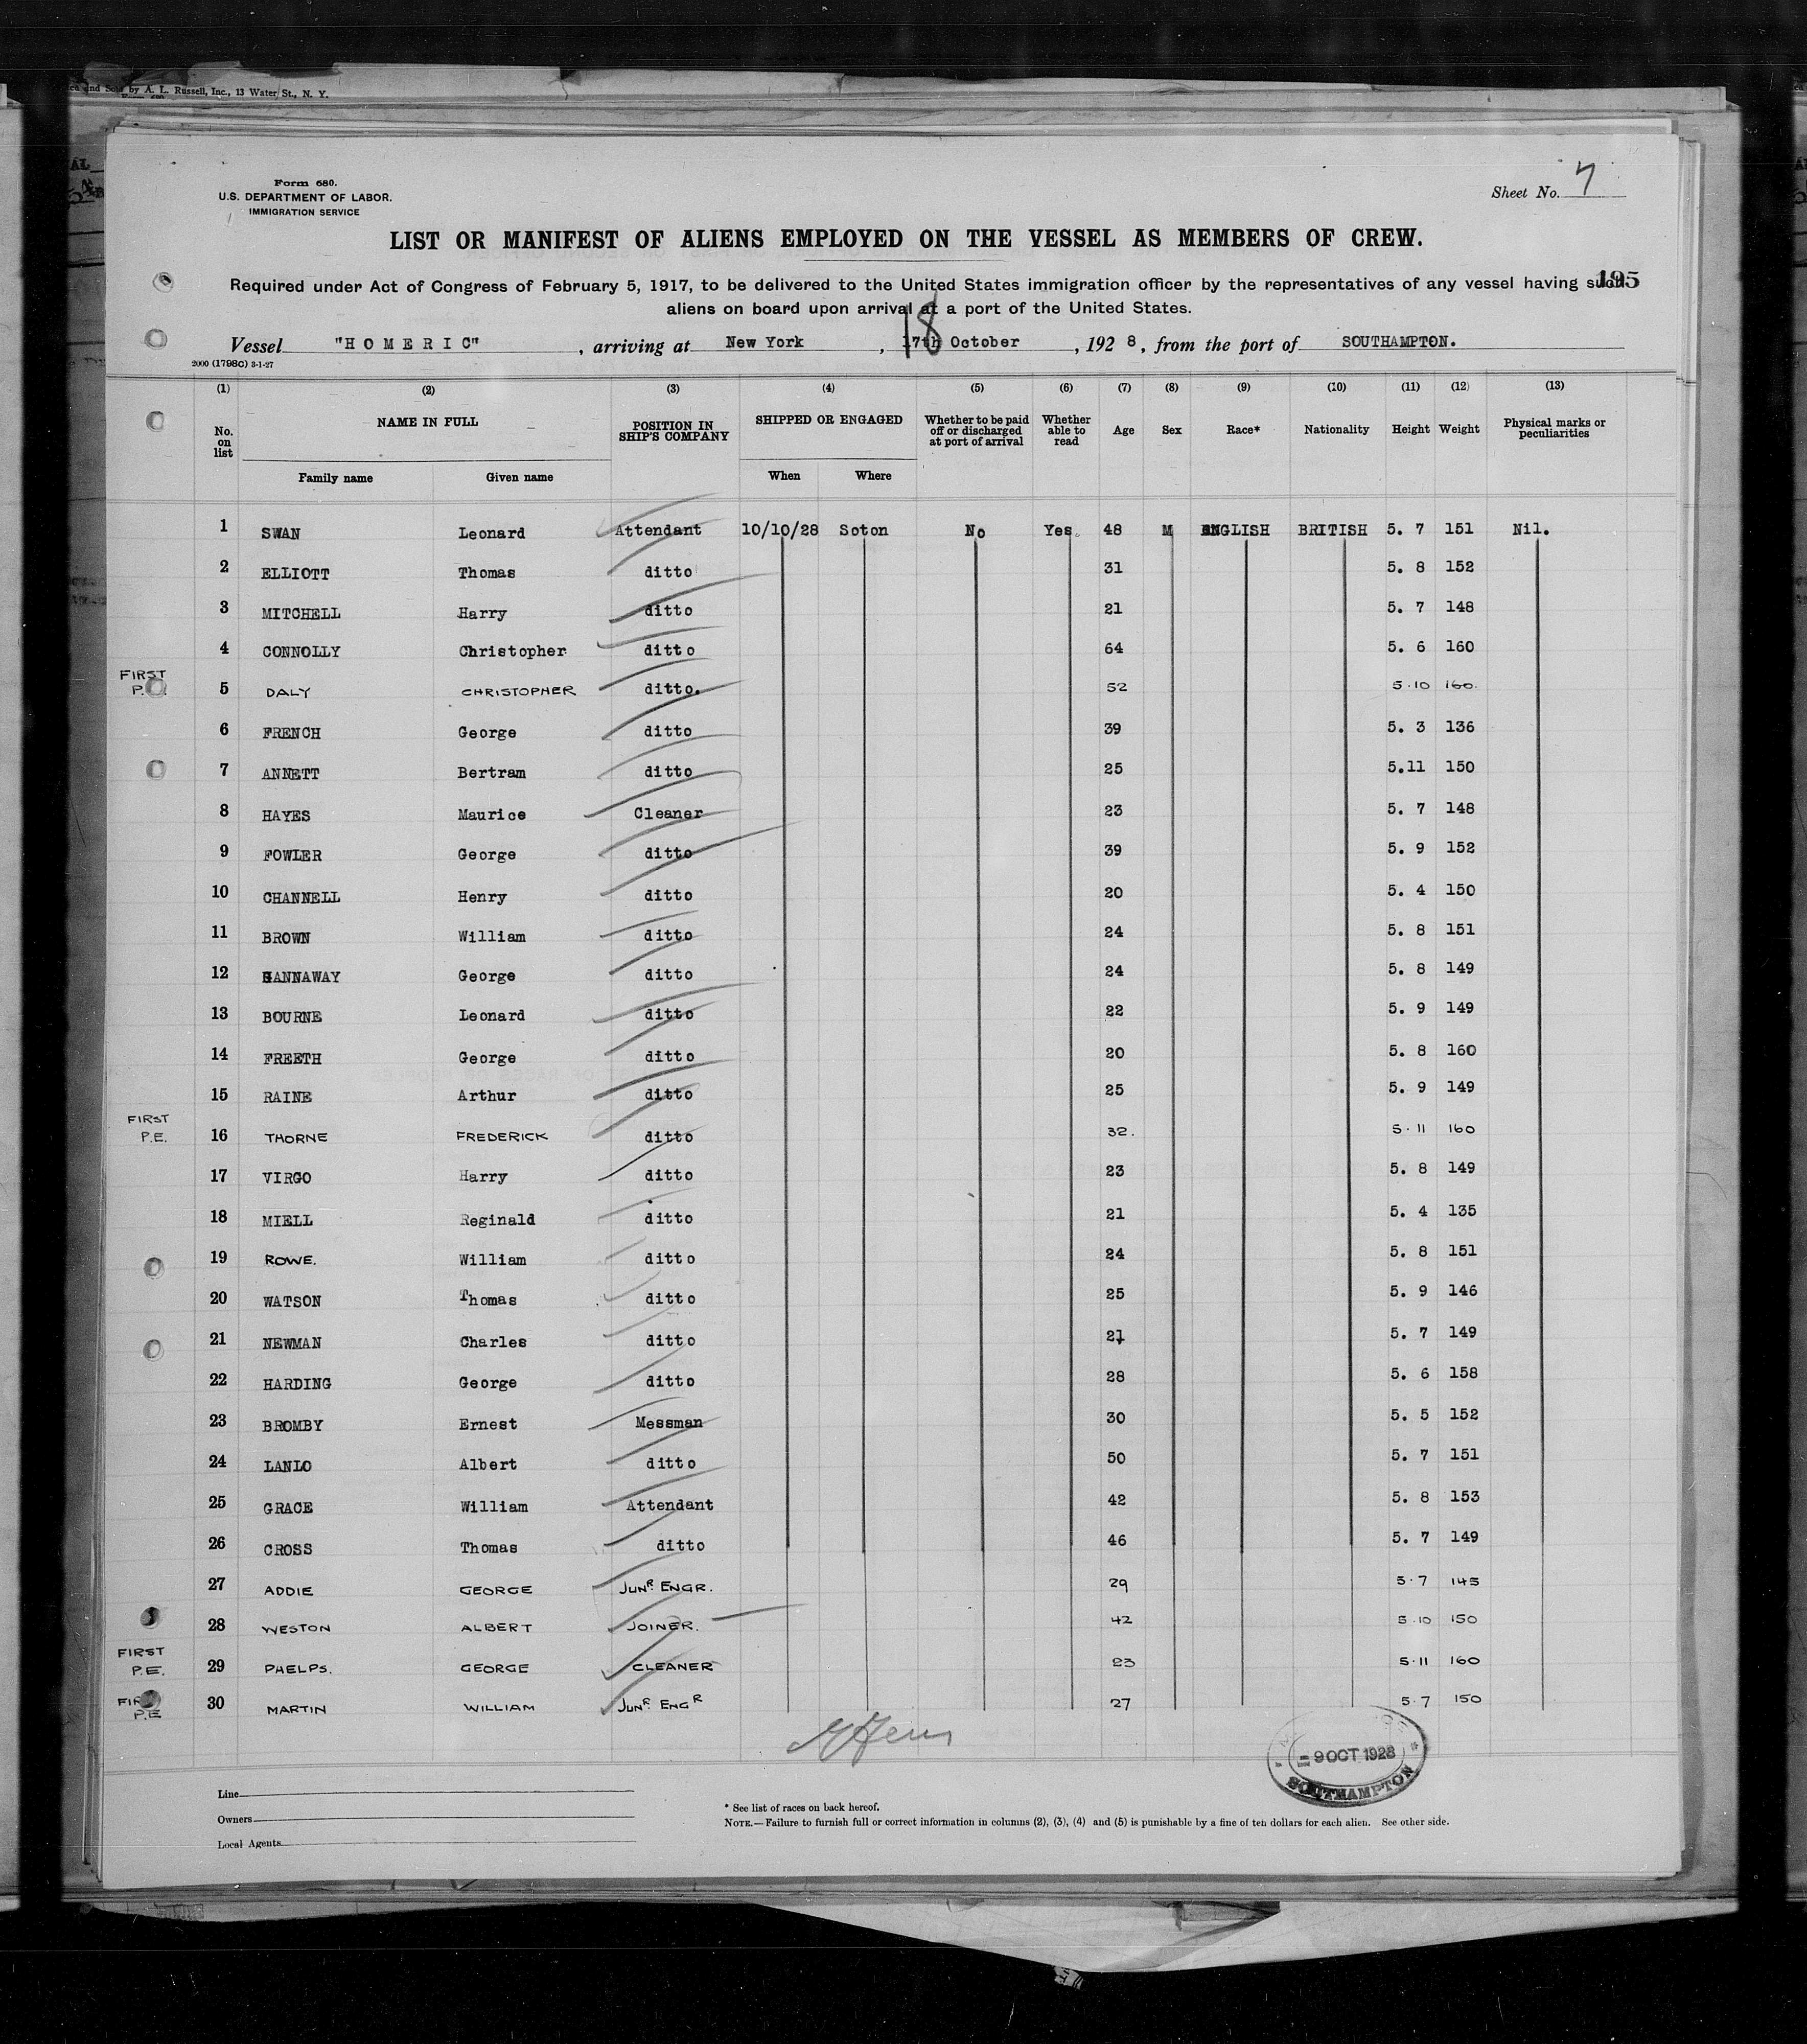 and Sold by A. L. Russell, Inc., 13 Water St., N. Y.
Form 680.
U.S. DEPARTMENT OF LABOR.
IMMIGRATION SERVICE
Sheet No. 7
LIST OR MANIFEST OF ALIENS EMPLOYED ON THE VESSEL AS MEMBERS OF CREW.
195
Required under Act of Congress of February 5, 1917, to be delivered to the United States immigration officer by the representatives of any vessel having such
aliens on board upon arrival at a port of the United States.
18
Vessel "HOMERIC", arriving at New York, 17th October, 1928, from the port of SOUTHAMPTON.
2000 (1798C) 3-1-27
(1) (2) (3) (4) (5) (6) (7) (8) (9) (10) (11) (12) (13)
No. on list NAME IN FULL POSITION IN SHIP'S COMPANY SHIPPED OR ENGAGED Whether to be paid off or discharged at port of arrival Whether able to read Age Sex Race* Nationality Height Weight Physical marks or peculiarities
Family name Given name When Where
1 SWAN Leonard Attendant 10/10/28 Soton No Yes. 48 M ENGLISH BRITISH 5. 7 151 Nil.
2 ELLIOTT Thomas ditto 31 5. 8 152
3 MITCHELL Harry ditto 21 5. 7 148
4 CONNOLLY Christopher ditto 64 5. 6 160
FIRST
P.
5 DALY CHRISTOPHER ditto. 52 5.10 160.
6 FRENCH George ditto 39 5. 3 136
7 ANNETT Bertram ditto 25 5.11 150
8 HAYES Maurice Cleaner 23 5. 7 148
9 FOWLER George ditto 39 5. 9 152
10 CHANNELL Henry ditto 20 5. 4 150
11 BROWN William ditto 24 5. 8 151
12 HANNAWAY George ditto 24 5. 8 149
13 BOURNE Leonard ditto 22 5. 9 149
14 FREETH George ditto 20 5. 8 160
15 RAINE Arthur ditto 25 5. 9 149
FIRST
P.E. 16 THORNE FREDERICK ditto 32. 5.11 160
17 VIRGO Harry ditto 23 5. 8 149
18 MIELL Reginald ditto 21 5. 4 135
19 ROWE. William ditto 24 5. 8 151
20 WATSON Thomas ditto 25 5. 9 146
21 NEWMAN Charles ditto 21 5. 7 149
22 HARDING George ditto 28 5. 6 158
23 BROMBY Ernest Messman 30 5. 5 152
24 LANLO Albert ditto 50 5. 7 151
25 GRACE William Attendant 42 5. 8 153
26 CROSS Thomas ditto 46 5. 7 149
27 ADDIE GEORGE JUNR. ENGR. 29 5.7 145
28 WESTON ALBERT JOINER. 42 5.10 150
FIRST
P.E. 29 PHELPS. GEORGE CLEANER 23 5.11 160
P.E 30 MARTIN WILLIAM JUNR. ENGR 27 5.7 150
9 OCT 1928
SOUTHAMPTON
Line
Owners
Local Agents
* See list of races on back hereof.
NOTE.—Failure to furnish full or correct information in columns (2), (3), (4) and (5) is punishable by a fine of ten dollars for each alien. See other side.